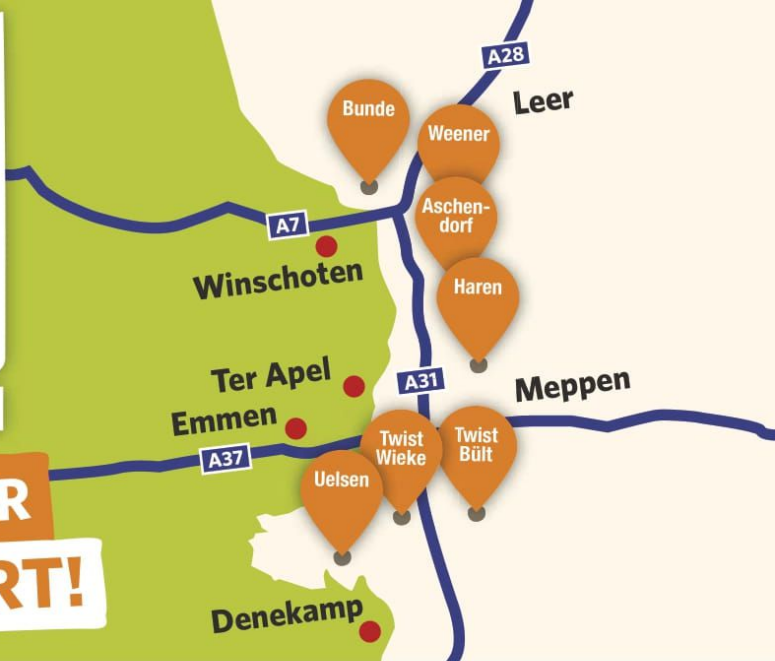 A28
Leer
Bunde
Weener
Aschen-
dorf
A7
Winschoten
Haren
Ter Apel
A31
Meppen
Emmen
Twist
Wieke
Twist
Bült
A37
Uelsen
R
RT!
Denekamp